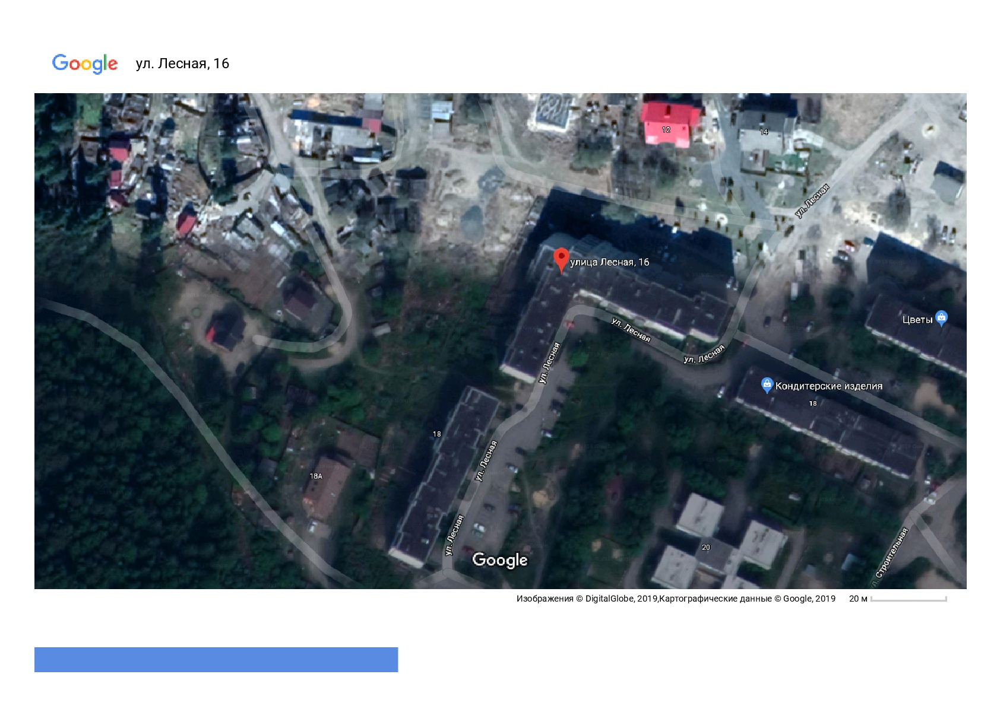 Google ул. Лесная, 16
12
14
ул. Лесная
улица Лесная, 16
Цветы
ул. Лесная
ул. Лесная
ул. Лесная
Кондитерские изделия
18
18
ул. Лесная
18А
ул. Лесная
20
ул. Строительная
Google
Изображения © DigitalGlobe, 2019,Картографические данные © Google, 2019 20 м